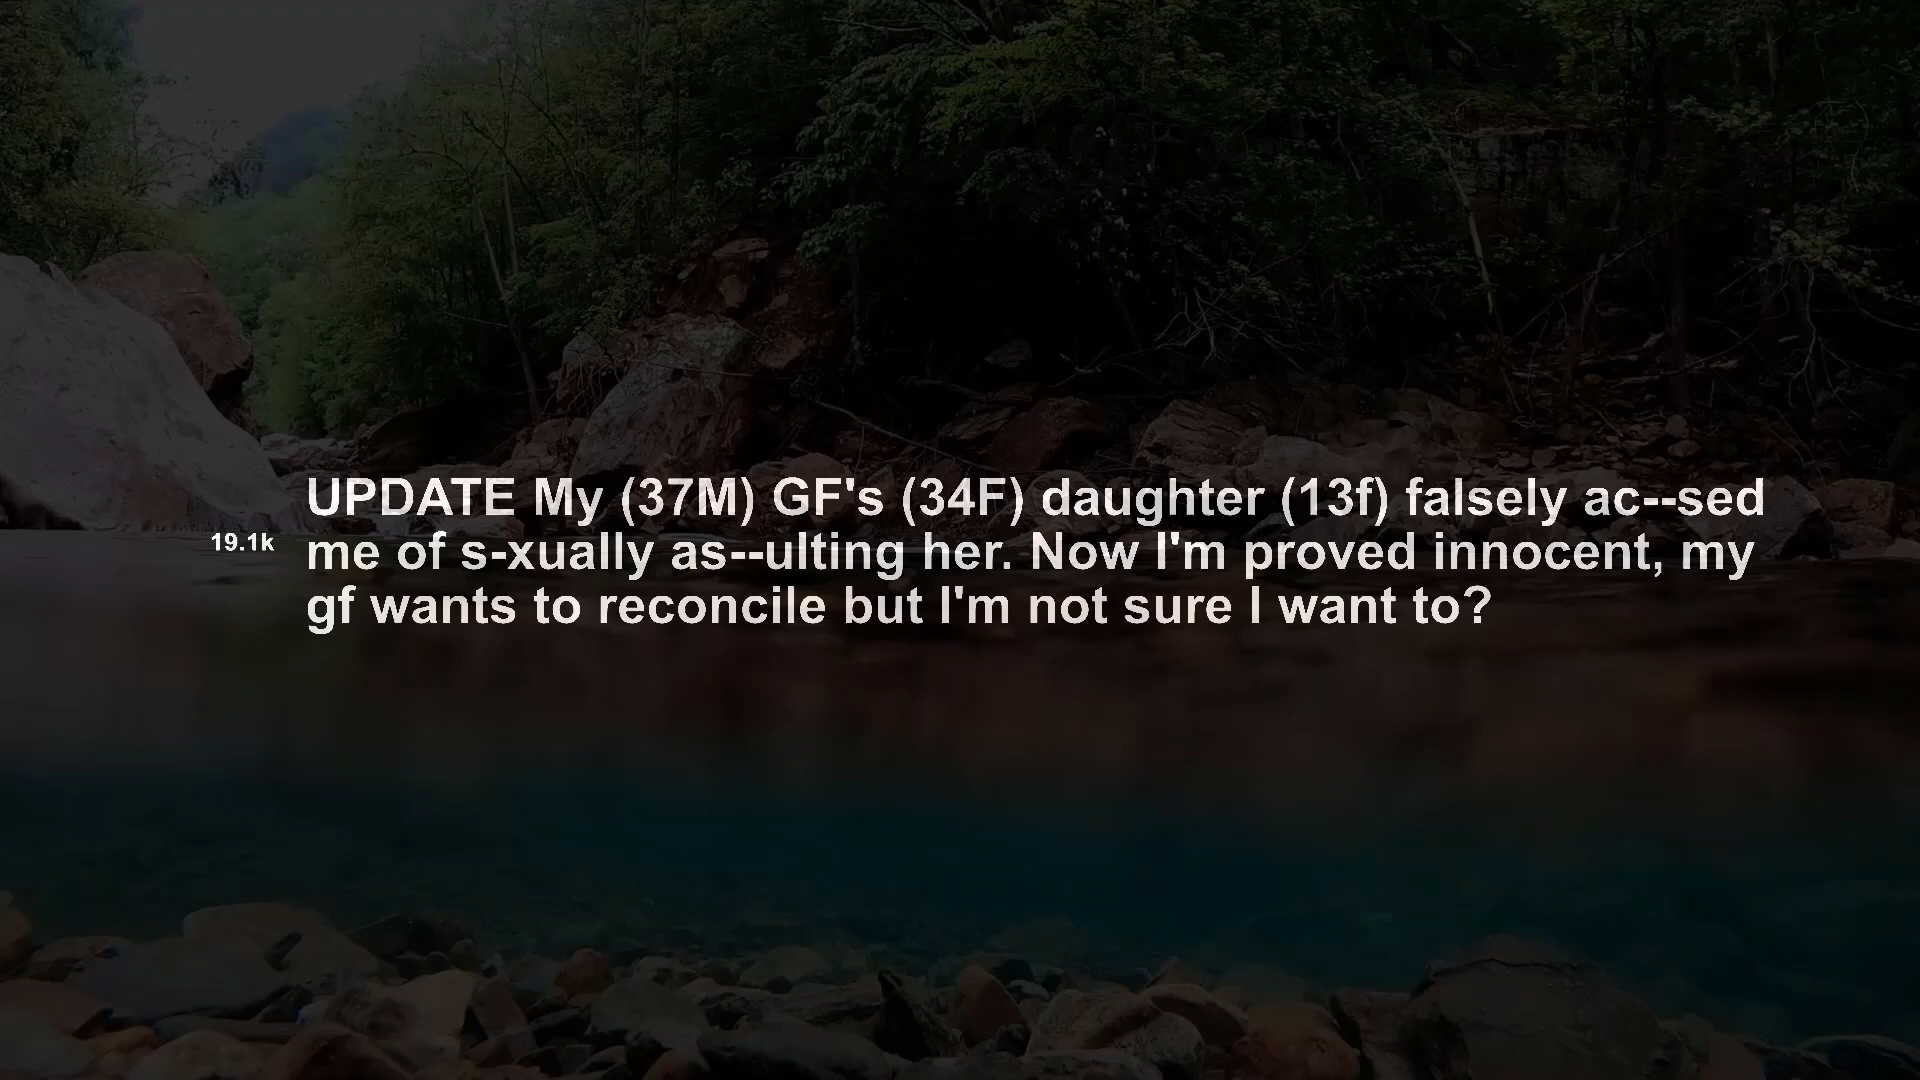 UPDATE My (37M) GF's (34F) daughter (13f) falsely ac--sed
19.1k
me of s-xually as--ulting her. Now I'm proved innocent, my
gf wants to reconcile but I'm not sure I want to?